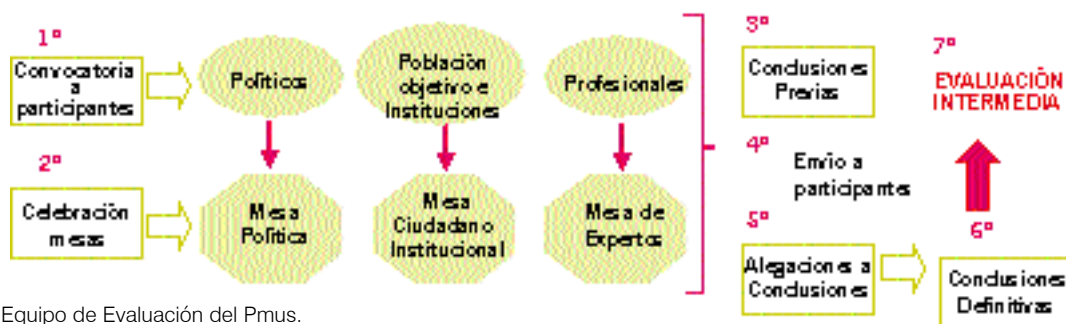 1º
Convocatoria
a
participantes
Políticos
Población
objetivo e
Instituciones
Profesionales
2º
Celebración
mesas
Mesa
Política
Mesa
Ciudadano
Institucional
Mesa de
Expertos
3º
Conclusiones
Previas
4º
Envio a
participantes
5º
Alegaciones a
Conclusiones
6º
Conclusiones
Definitivas
7º
EVALUACIÓN
INTERMEDIA
Equipo de Evaluación del Pmus.